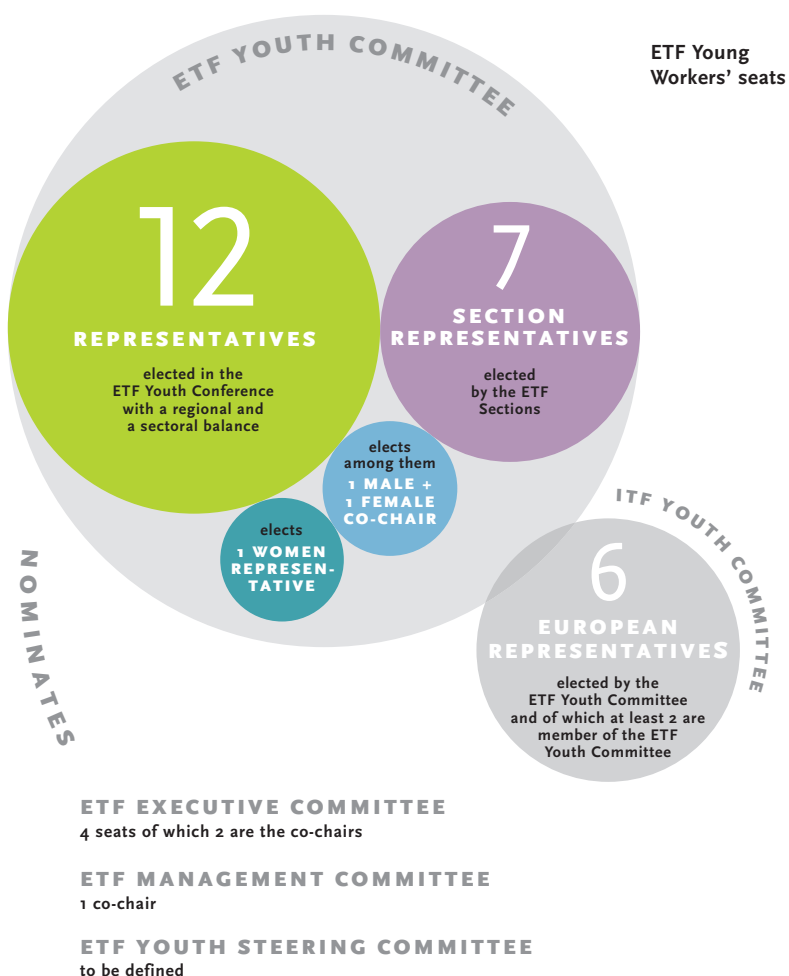 ETF YOUTH COMMITTEE
ETF Young
Workers' seats
12
REPRESENTATIVES
elected in the
ETF Youth Conference
with a regional and
a sectoral balance
7
SECTION
REPRESENTATIVES
elected
by the ETF
Sections
elects
among them
1 MALE +
1 FEMALE
CO-CHAIR
elects
1 WOMEN
REPRESEN-
TATIVE
ITF YOUTH COMMITTEE
6
EUROPEAN
REPRESENTATIVES
elected by the
ETF Youth Committee
and of which at least 2 are
member of the ETF
Youth Committee
NOMINATES
ETF EXECUTIVE COMMITTEE
4 seats of which 2 are the co-chairs
ETF MANAGEMENT COMMITTEE
1 co-chair
ETF YOUTH STEERING COMMITTEE
to be defined